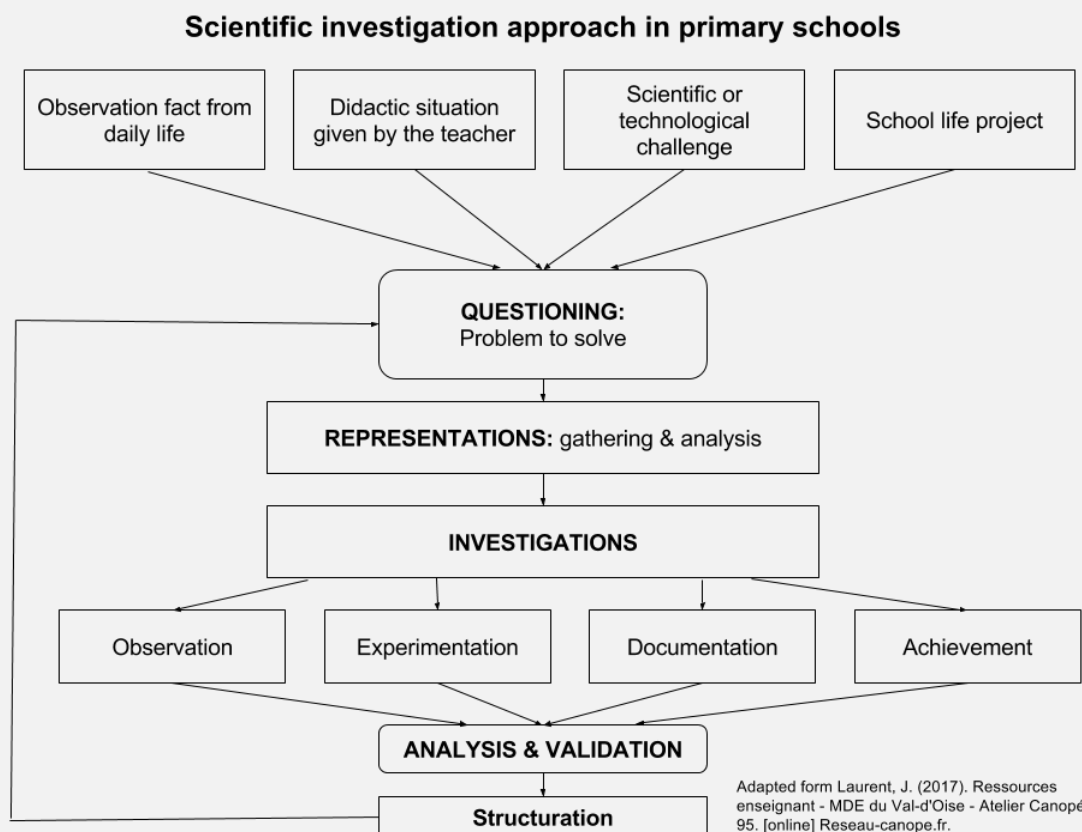 Scientific investigation approach in primary schools
Observation fact from
daily life
Didactic situation
given by the teacher
Scientific or
technological
challenge
School life project
QUESTIONING:
Problem to solve
REPRESENTATIONS: gathering & analysis
INVESTIGATIONS
Observation
Experimentation
Documentation
Achievement
ANALYSIS & VALIDATION
Structuration
Adapted form Laurent, J. (2017). Ressources
enseignant - MDE du Val-d'Oise - Atelier Canopé
95. [online] Reseau-canope.fr.